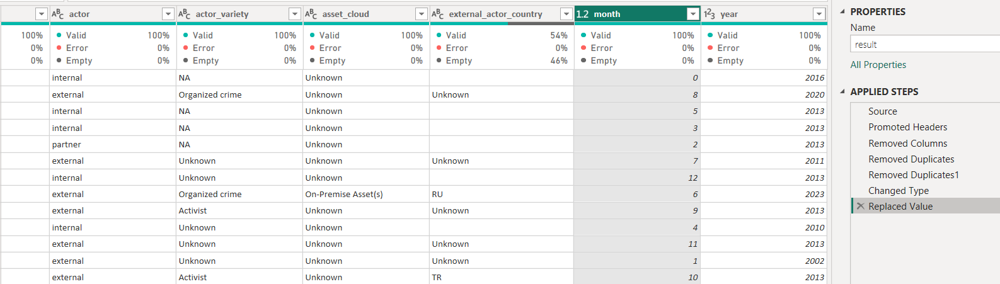 actor actor_variety asset_cloud external_actor_country 1.2 month 123 year
100% Valid 100% Valid 100% Valid 100% Valid 54% Valid 100% Valid 100%
0% Error 0% Error 0% Error 0% Error 0% Error 0% Error 0%
0% Empty 0% Empty 0% Empty 0% Empty 46% Empty 0% Empty 0%
internal NA Unknown 0 2016
external Organized crime Unknown Unknown 8 2020
internal NA Unknown 5 2013
internal NA Unknown 3 2013
partner NA Unknown 2 2013
external Unknown Unknown Unknown 7 2011
internal Unknown Unknown 12 2013
external Organized crime On-Premise Asset(s) RU 6 2023
external Activist Unknown Unknown 9 2013
internal Unknown Unknown 4 2010
external Unknown Unknown Unknown 11 2013
external Unknown Unknown Unknown 1 2002
external Activist Unknown TR 10 2013
PROPERTIES
Name
result
All Properties
APPLIED STEPS
Source
Promoted Headers
Removed Columns
Removed Duplicates
Removed Duplicates1
Changed Type
Replaced Value